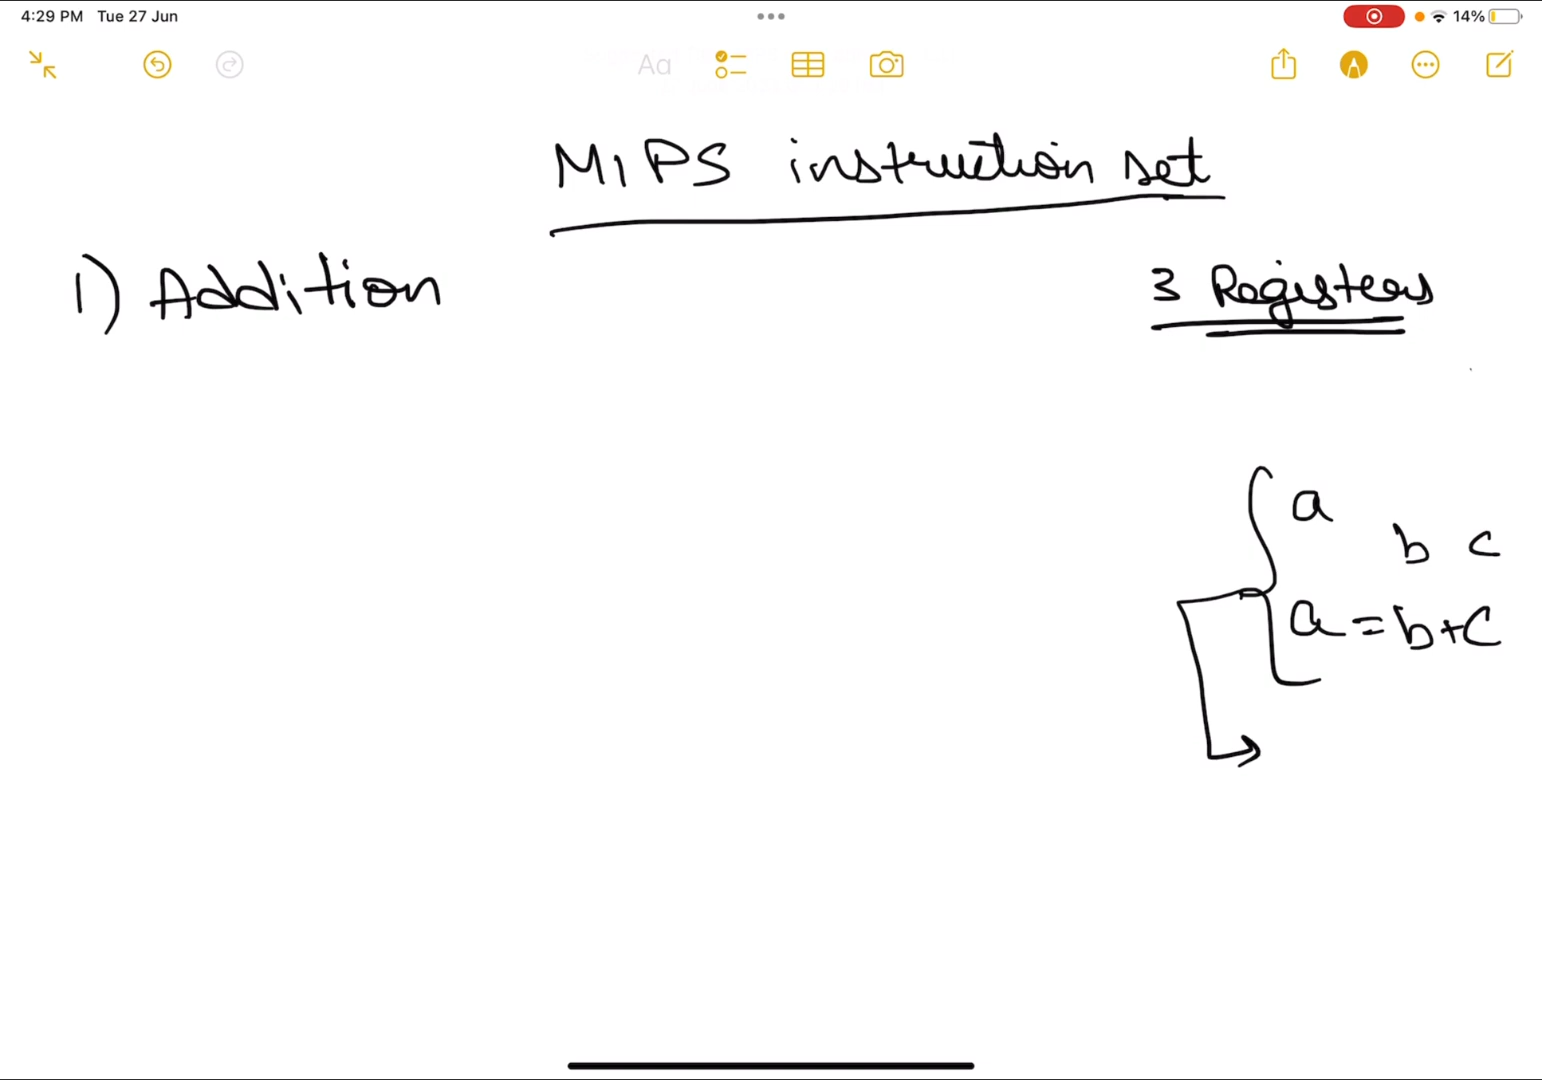 4:29 PM Tue 27 Jun
14%
Aa
MIPS instruction set
1) Addition
3 Registers
a
b c
a = b+c